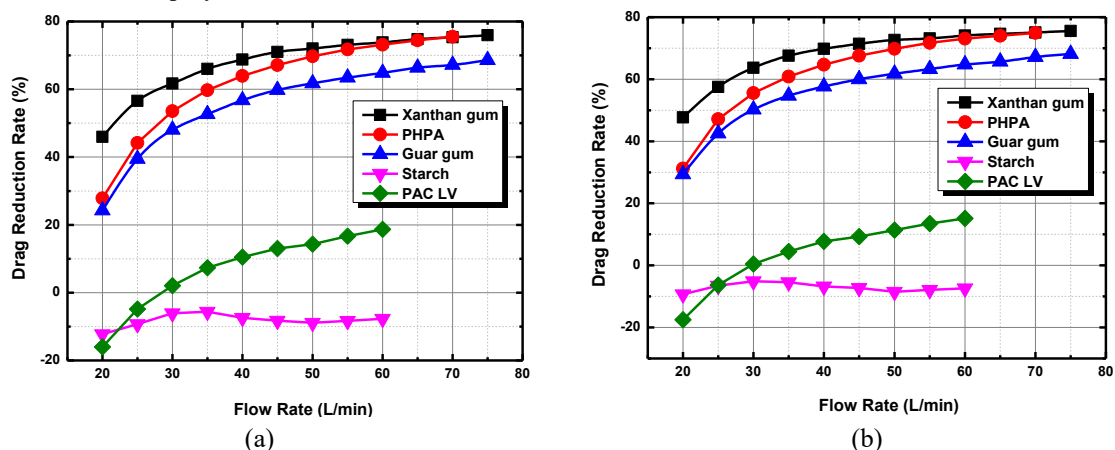 80
60
40
20
0
-20
Drag Reduction Rate (%)
Xanthan gum
PHPA
Guar gum
Starch
PAC LV
20 30 40 50 60 70 80
Flow Rate (L/min)
(a)
80
60
40
20
0
-20
Drag Reduction Rate (%)
Xanthan gum
PHPA
Guar gum
Starch
PAC LV
20 30 40 50 60 70 80
Flow Rate (L/min)
(b)